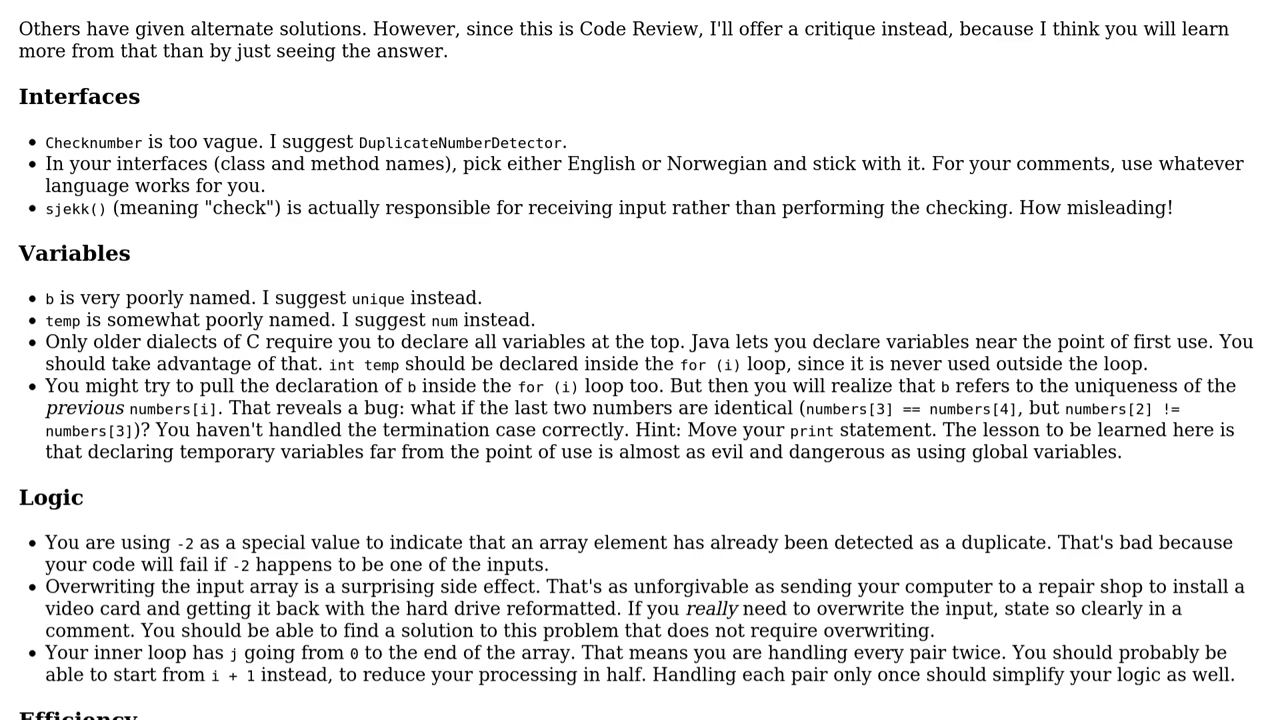 Others have given alternate solutions. However, since this is Code Review, I'll offer a critique instead, because I think you will learn
more from that than by just seeing the answer.
Interfaces
• Checknumber is too vague. I suggest DuplicateNumberDetector.
• In your interfaces (class and method names), pick either English or Norwegian and stick with it. For your comments, use whatever
language works for you.
• sjekk() (meaning "check") is actually responsible for receiving input rather than performing the checking. How misleading!
Variables
• b is very poorly named. I suggest unique instead.
• temp is somewhat poorly named. I suggest num instead.
• Only older dialects of C require you to declare all variables at the top. Java lets you declare variables near the point of first use. You
should take advantage of that. int temp should be declared inside the for (i) loop, since it is never used outside the loop.
• You might try to pull the declaration of b inside the for (i) loop too. But then you will realize that b refers to the uniqueness of the
previous numbers[i]. That reveals a bug: what if the last two numbers are identical (numbers[3] == numbers[4], but numbers[2] !=
numbers[3])? You haven't handled the termination case correctly. Hint: Move your print statement. The lesson to be learned here is
that declaring temporary variables far from the point of use is almost as evil and dangerous as using global variables.
Logic
• You are using -2 as a special value to indicate that an array element has already been detected as a duplicate. That's bad because
your code will fail if -2 happens to be one of the inputs.
• Overwriting the input array is a surprising side effect. That's as unforgivable as sending your computer to a repair shop to install a
video card and getting it back with the hard drive reformatted. If you really need to overwrite the input, state so clearly in a
comment. You should be able to find a solution to this problem that does not require overwriting.
• Your inner loop has j going from 0 to the end of the array. That means you are handling every pair twice. You should probably be
able to start from i + 1 instead, to reduce your processing in half. Handling each pair only once should simplify your logic as well.
Efficiency